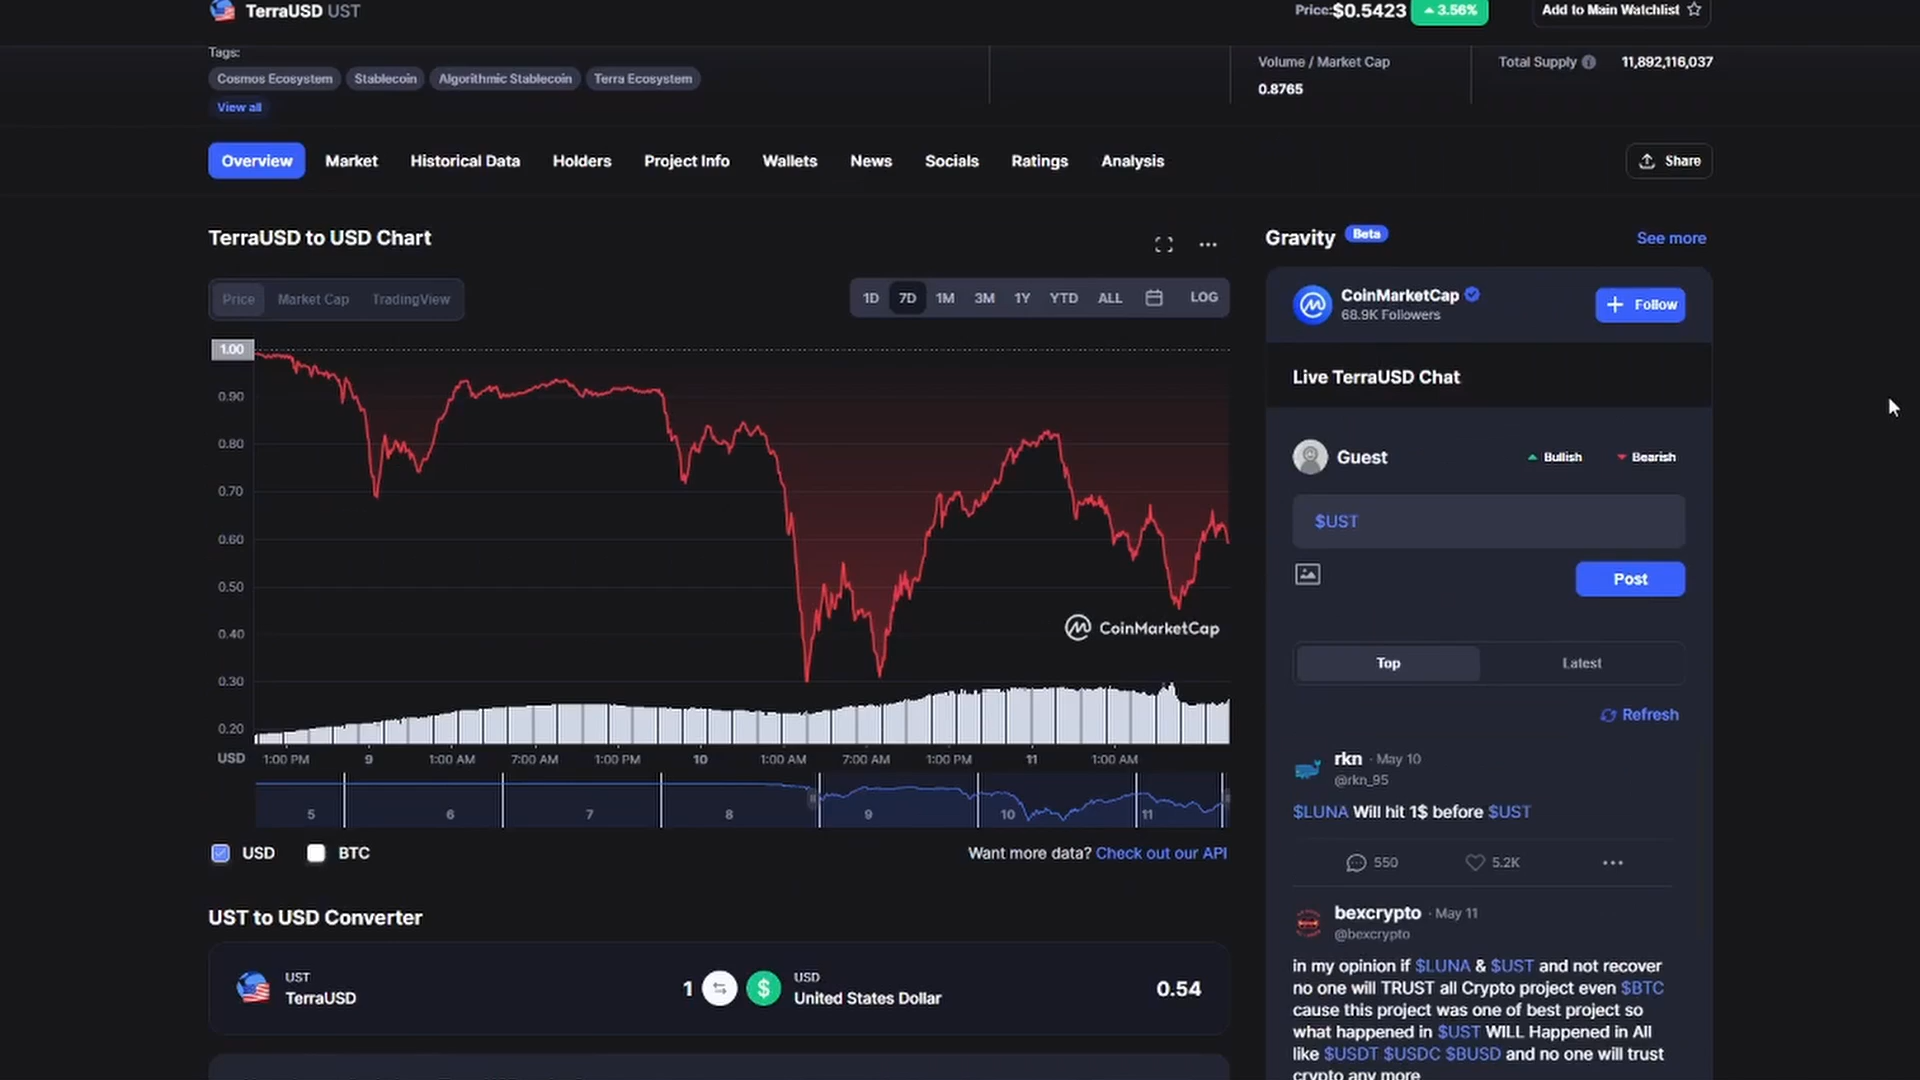 TerraUSD UST
Price:$0.5423 3.56% Add to Main Watchlist
Tags:
Cosmos Ecosystem Stablecoin Algorithmic Stablecoin Terra Ecosystem
View all
Volume / Market Cap
0.8765
Total Supply 11,892,116,037
Overview Market Historical Data Holders Project Info Wallets News Socials Ratings Analysis
Share
TerraUSD to USD Chart
Price Market Cap TradingView
1D 7D 1M 3M 1Y YTD ALL LOG
1.00
0.90
0.80
0.70
0.60
0.50
0.40
0.30
0.20
CoinMarketCap
USD 1:00 PM 9 1:00 AM 7:00 AM 1:00 PM 10 1:00 AM 7:00 AM 1:00 PM 11 1:00 AM
5 6 7 8 9 10 11
USD BTC
Want more data? Check out our API
UST to USD Converter
UST
TerraUSD
1
USD
United States Dollar
0.54
Gravity Beta
See more
CoinMarketCap
68.9K Followers
Follow
Live TerraUSD Chat
Guest
Bullish Bearish
$UST
Post
Top Latest
Refresh
rkn · May 10
@rkn_95
$LUNA Will hit 1$ before $UST
550 5.2K
bexcrypto · May 11
@bexcrypto
in my opinion if $LUNA & $UST and not recover
no one will TRUST all Crypto project even $BTC
cause this project was one of best project so
what happened in $UST WILL Happened in All
like $USDT $USDC $BUSD and no one will trust
crypto any more